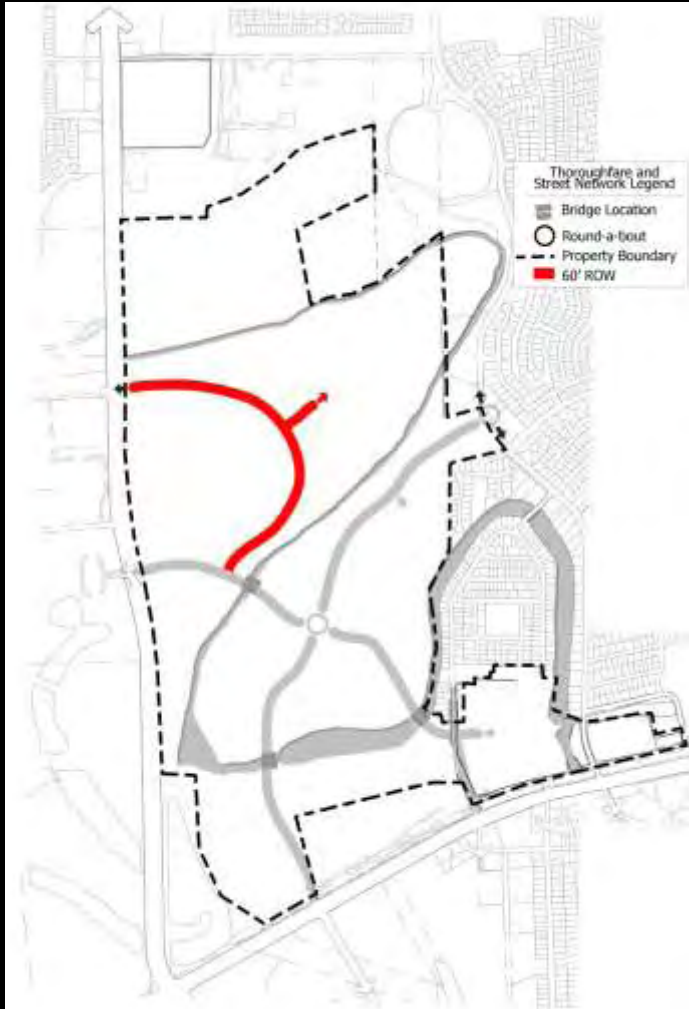 Thoroughfare and
Street Network Legend
Bridge Location
Round-a-bout
Property Boundary
60' ROW